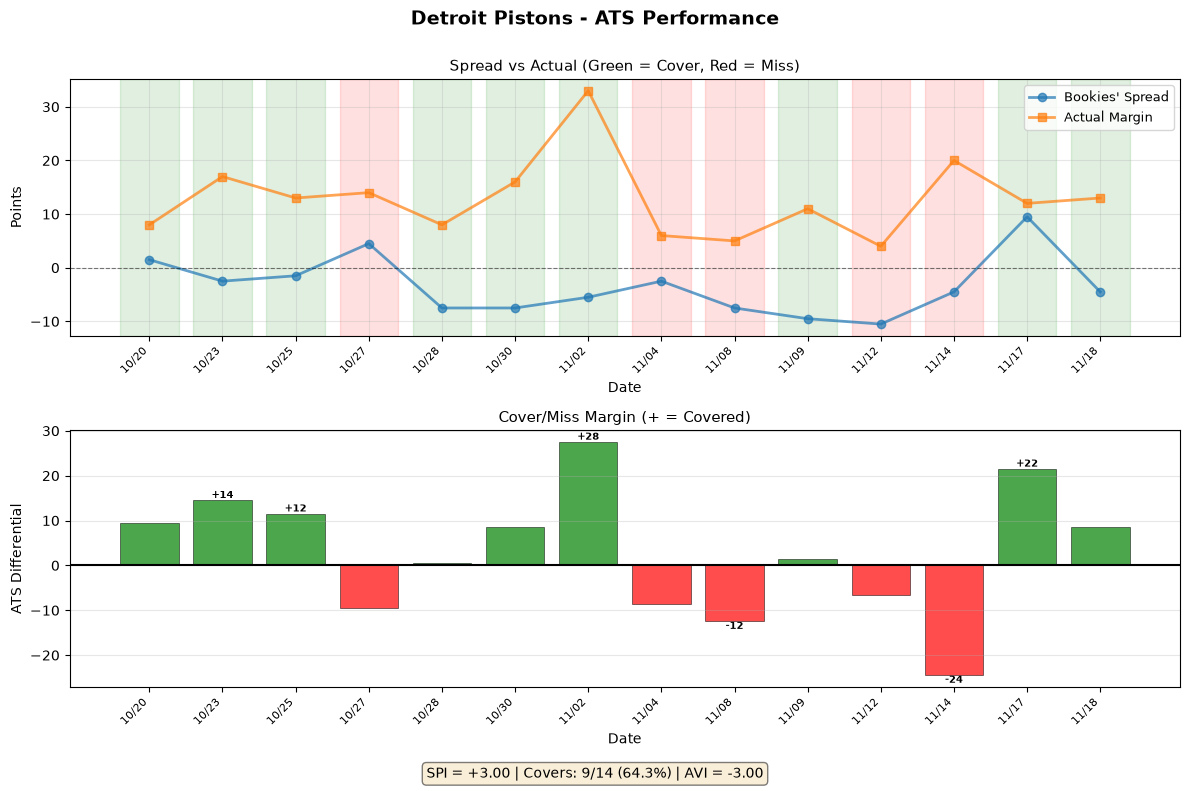 Detroit Pistons - ATS Performance
Spread vs Actual (Green = Cover, Red = Miss)
Points
30
20
10
0
−10
Bookies' Spread
Actual Margin
10/20 10/23 10/25 10/27 10/28 10/30 11/02 11/04 11/08 11/09 11/12 11/14 11/17 11/18
Date
Cover/Miss Margin (+ = Covered)
ATS Differential
30
20
10
0
−10
−20
+14
+12
+28
-12
-24
+22
10/20 10/23 10/25 10/27 10/28 10/30 11/02 11/04 11/08 11/09 11/12 11/14 11/17 11/18
Date
SPI = +3.00 | Covers: 9/14 (64.3%) | AVI = -3.00